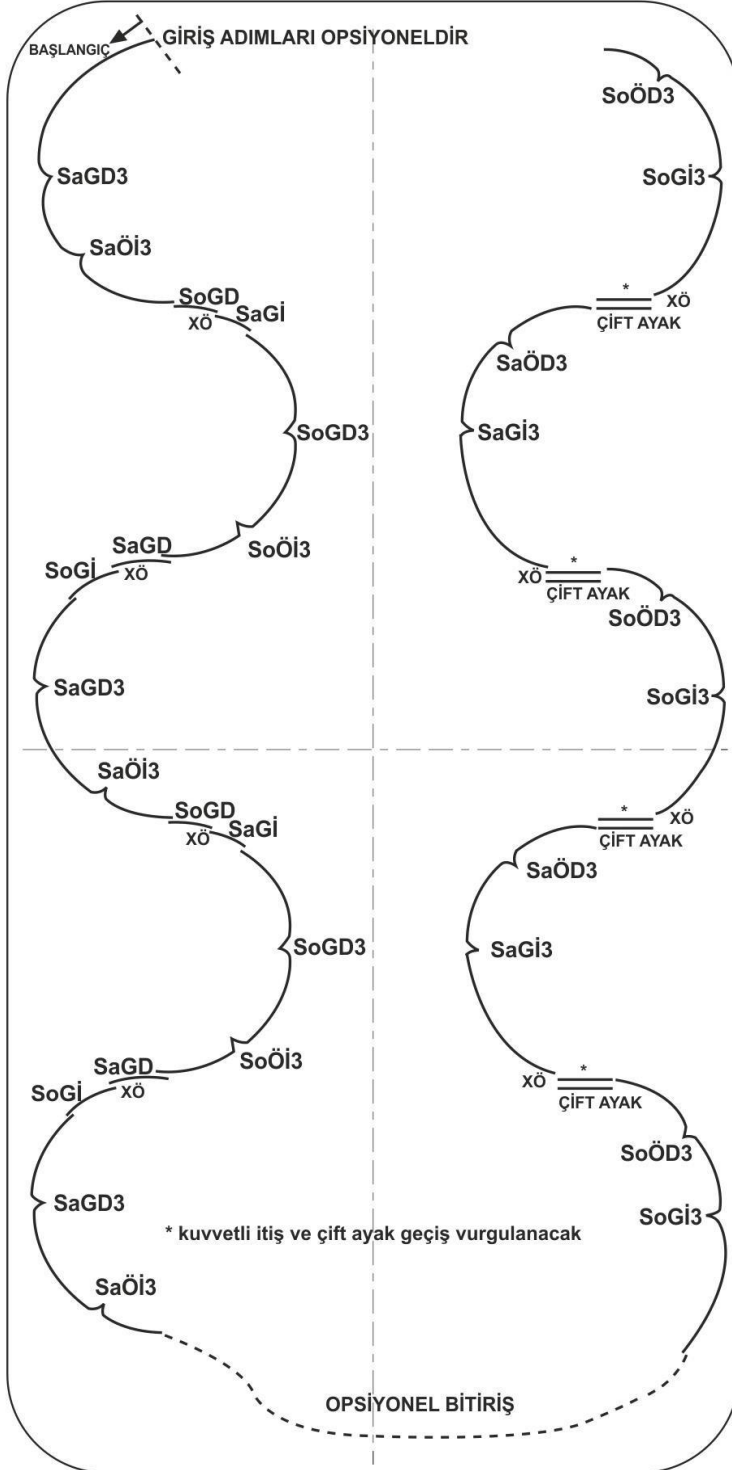 BAŞLANGIÇ
GİRİŞ ADIMLARI OPSİYONELDİR
SaGD3
SaÖİ3
SoGD
XÖ
SaGİ
SoGD3
SoÖİ3
SaGD
XÖ
SoGİ
SaGD3
SaÖİ3
SoGD
XÖ
SaGİ
SoGD3
SoÖİ3
SaGD
XÖ
SoGİ
SaGD3
SaÖİ3
* kuvvetli itiş ve çift ayak geçiş vurgulanacak
OPSİYONEL BİTİRİŞ
SoÖD3
SoGİ3
*
XÖ
ÇİFT AYAK
SaÖD3
SaGİ3
*
XÖ
ÇİFT AYAK
SoÖD3
SoGİ3
*
XÖ
ÇİFT AYAK
SaÖD3
SaGİ3
*
XÖ
ÇİFT AYAK
SoÖD3
SoGİ3